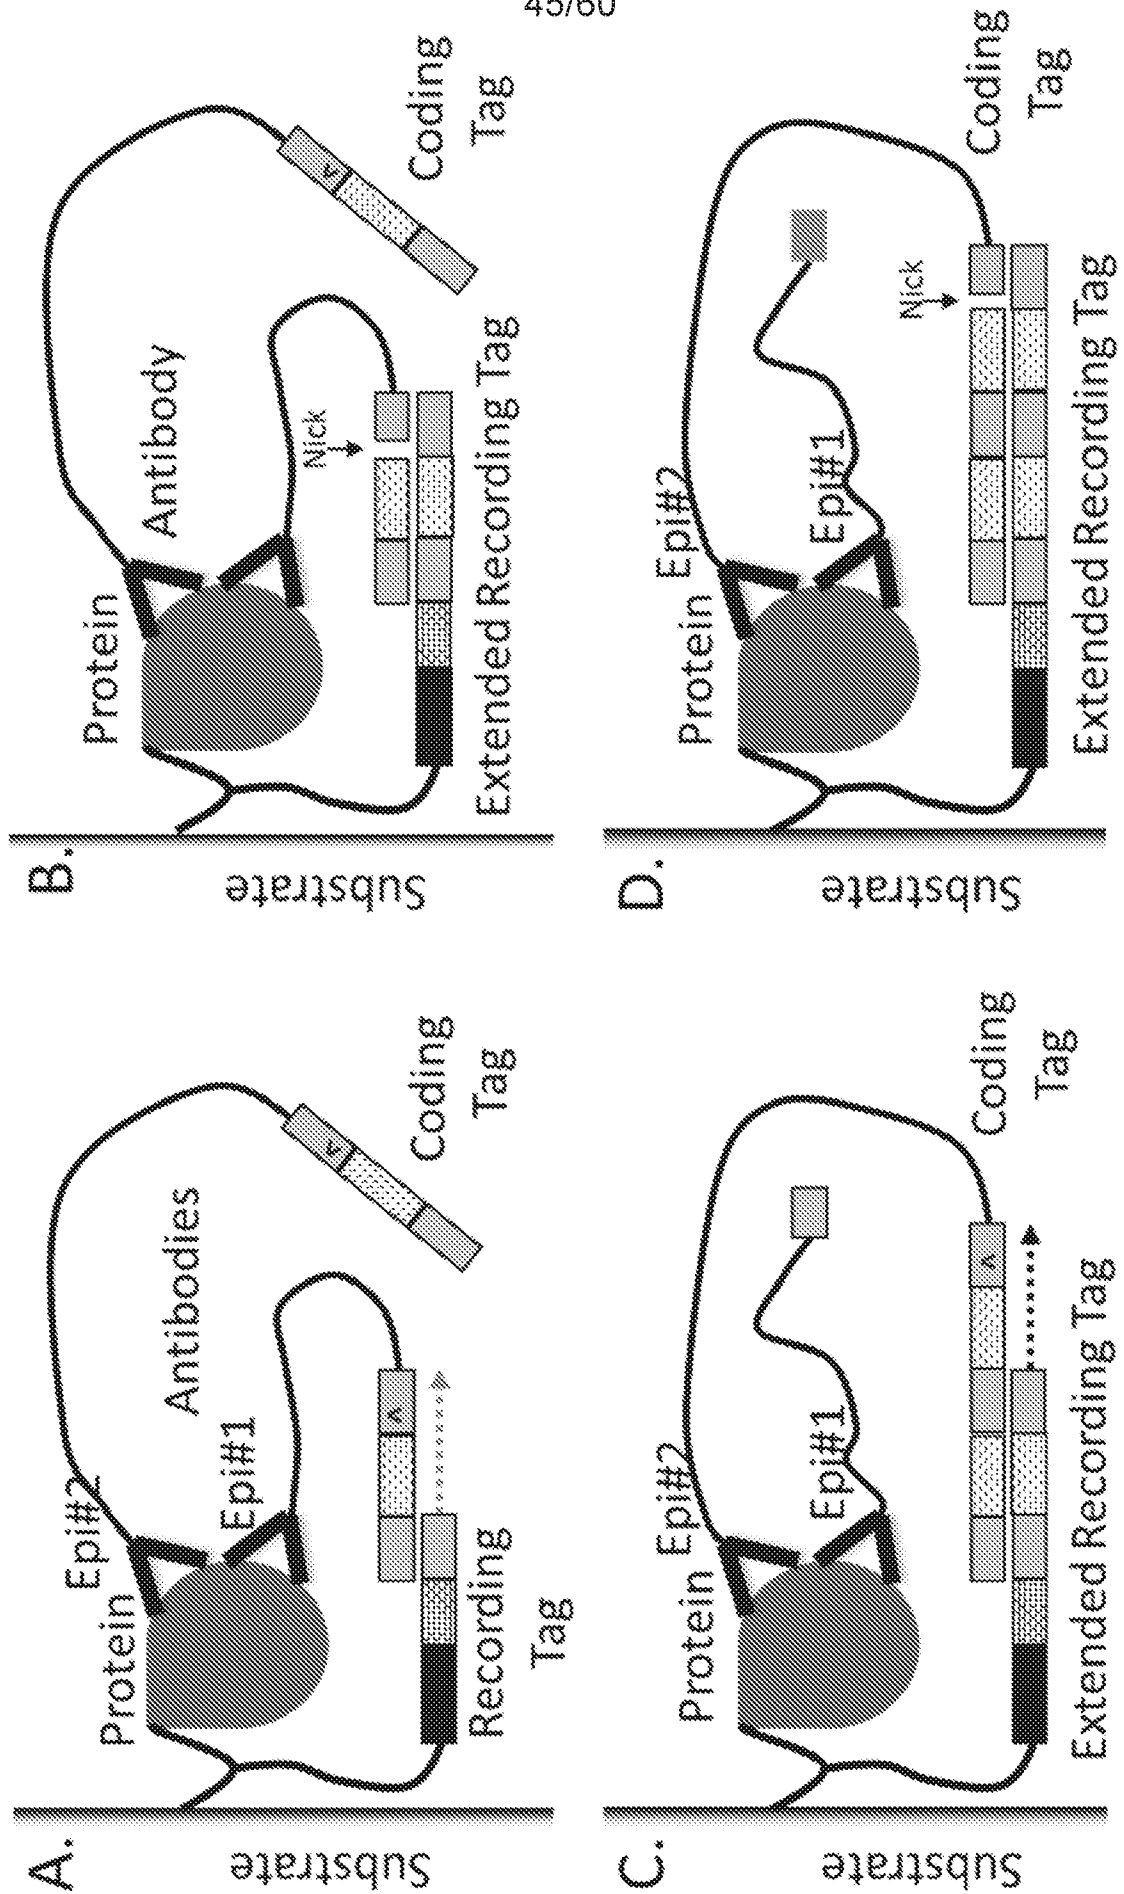 45/60
A.
Substrate
Protein
Epi#2
Epi#1
Antibodies
Recording
Tag
Coding
Tag
<
<
B.
Substrate
Protein
Antibody
Nick
Extended Recording Tag
Coding
Tag
<
C.
Substrate
Protein
Epi#2
Epi#1
Extended Recording Tag
Coding
Tag
<
D.
Substrate
Protein
Epi#2
Epi#1
Nick
Extended Recording Tag
Coding
Tag